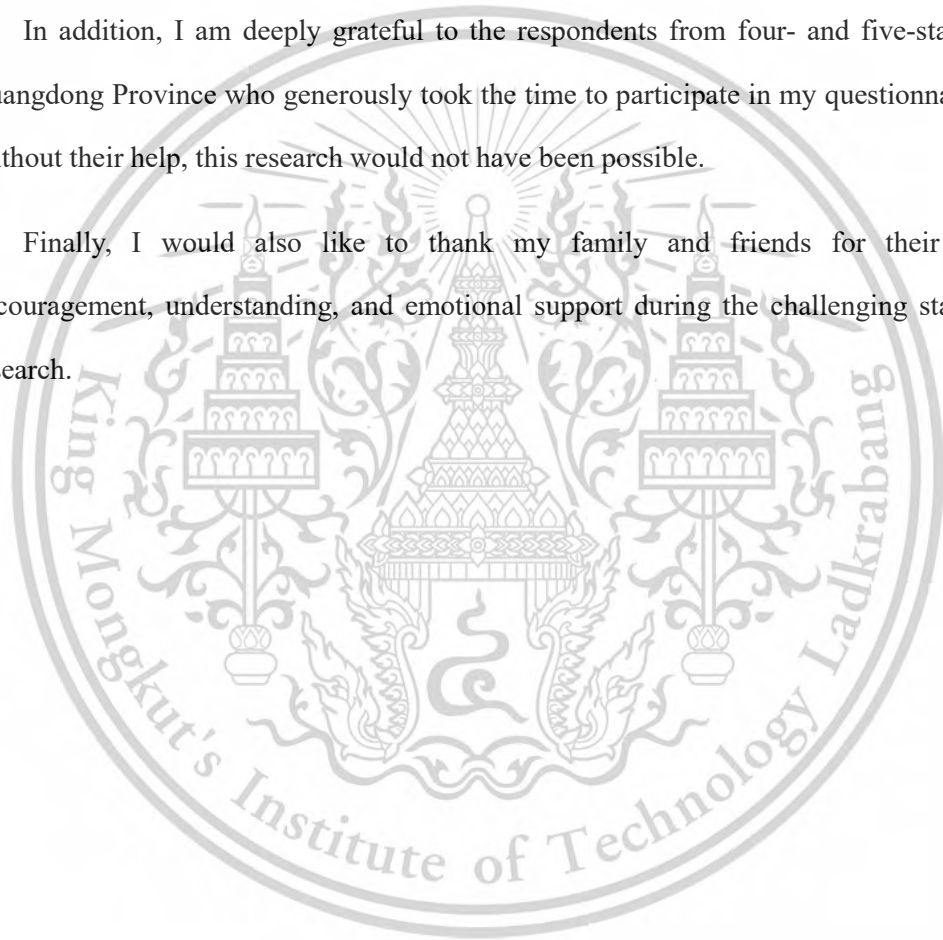 In addition, I am deeply grateful to the respondents from four- and five-sta
uangdong Province who generously took the time to participate in my questionna
ithout their help, this research would not have been possible.
Finally, I would also like to thank my family and friends for their
couragement, understanding, and emotional support during the challenging sta
search.
King Mongkut's Institute of Technology Ladkrabang